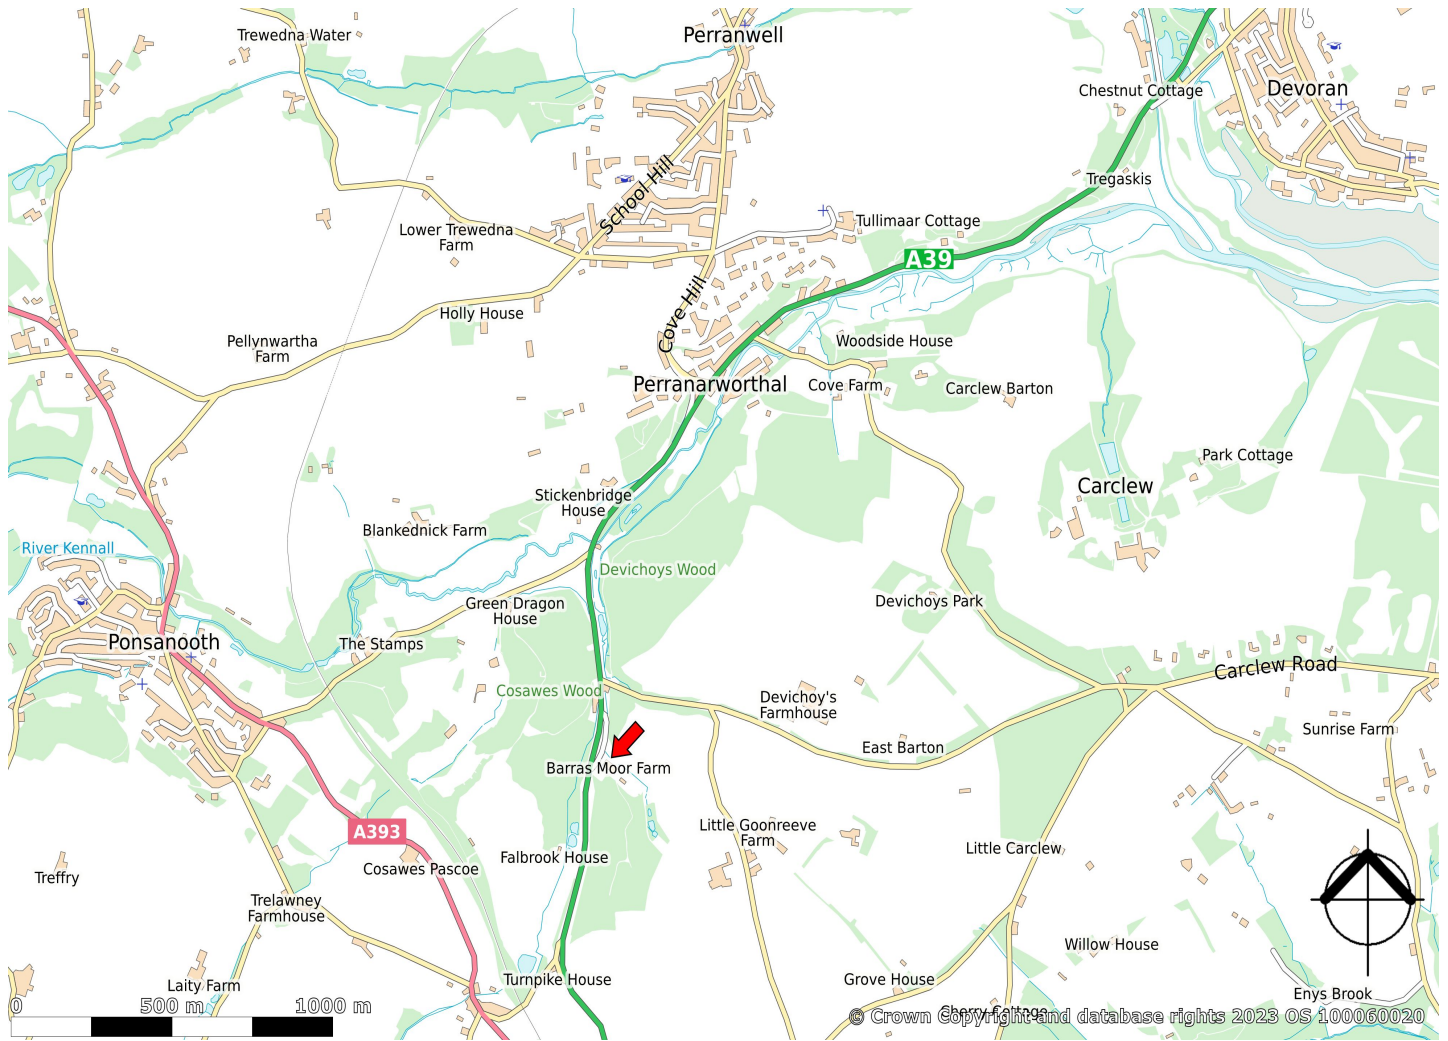 Trewedna Water
Perranwell
Devoran
Chestnut Cottage
School Hill
Tregaskis
Lower Trewedna
Farm
Tullimaar Cottage
A39
Cove Hill
Holly House
Pellynwartha
Farm
Woodside House
Perranarworthal
Cove Farm
Carclew Barton
Park Cottage
Carclew
Stickenbridge
House
Blankednick Farm
River Kennall
Devichoys Wood
Green Dragon
House
Devichoys Park
Ponsanooth
The Stamps
Carclew Road
Cosawes Wood
Devichoy's
Farmhouse
Sunrise Farm
East Barton
Barras Moor Farm
A393
Little Goonreeve
Farm
Little Carclew
Falbrook House
Cosawes Pascoe
Treffry
Trelawney
Farmhouse
Willow House
Turnpike House
Grove House
Laity Farm
Enys Brook
Cherry Cottage
0 500 m 1000 m
© Crown Copyright and database rights 2023 OS 100060020